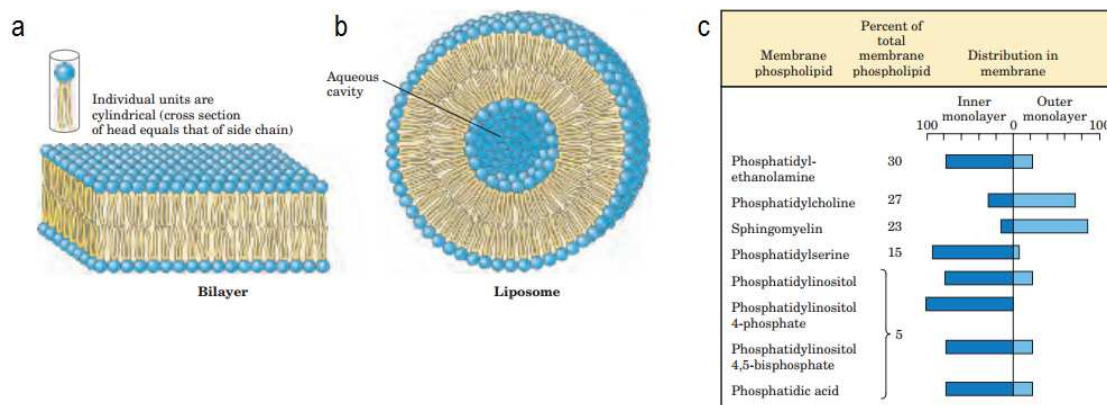 a
Individual units are
cylindrical (cross section
of head equals that of side chain)
Bilayer
b
Aqueous
cavity
Liposome
c
Membrane
phospholipid
Percent of
total
membrane
phospholipid
Distribution in
membrane
Inner
monolayer
Outer
monolayer
100 0 100
Phosphatidyl-
ethanolamine
30
Phosphatidylcholine 27
Sphingomyelin 23
Phosphatidylserine 15
Phosphatidylinositol
Phosphatidylinositol
4-phosphate
5
Phosphatidylinositol
4,5-bisphosphate
Phosphatidic acid